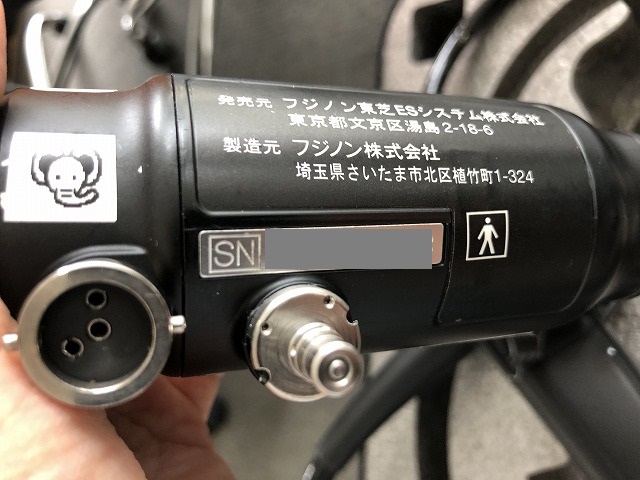 発売元 フジノン東芝ESシステム株式会社
東京都文京区湯島2-18-6
製造元 フジノン株式会社
埼玉県さいたま市北区植竹町1-324
SN